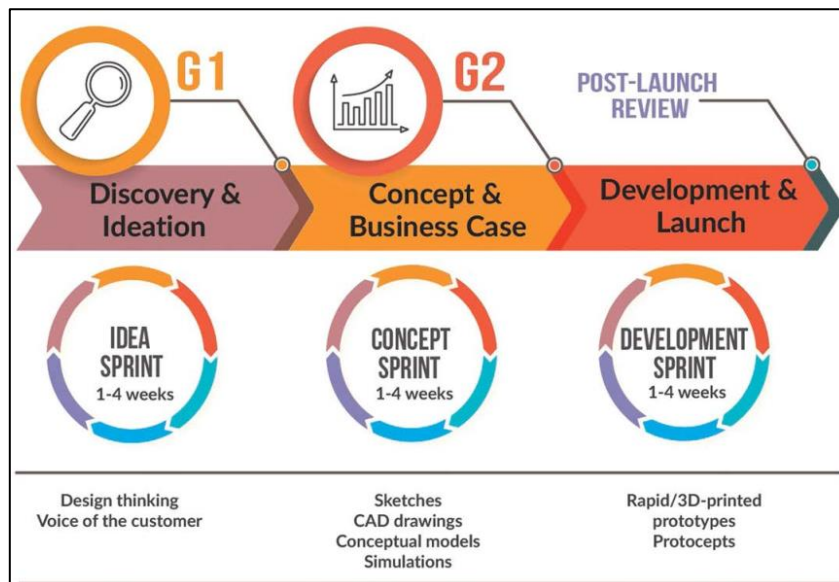 G1
G2
POST-LAUNCH
REVIEW
Discovery &
Ideation
Concept &
Business Case
Development &
Launch
IDEA
SPRINT
1-4 weeks
CONCEPT
SPRINT
1-4 weeks
DEVELOPMENT
SPRINT
1-4 weeks
Design thinking
Voice of the customer
Sketches
CAD drawings
Conceptual models
Simulations
Rapid/3D-printed
prototypes
Protocepts